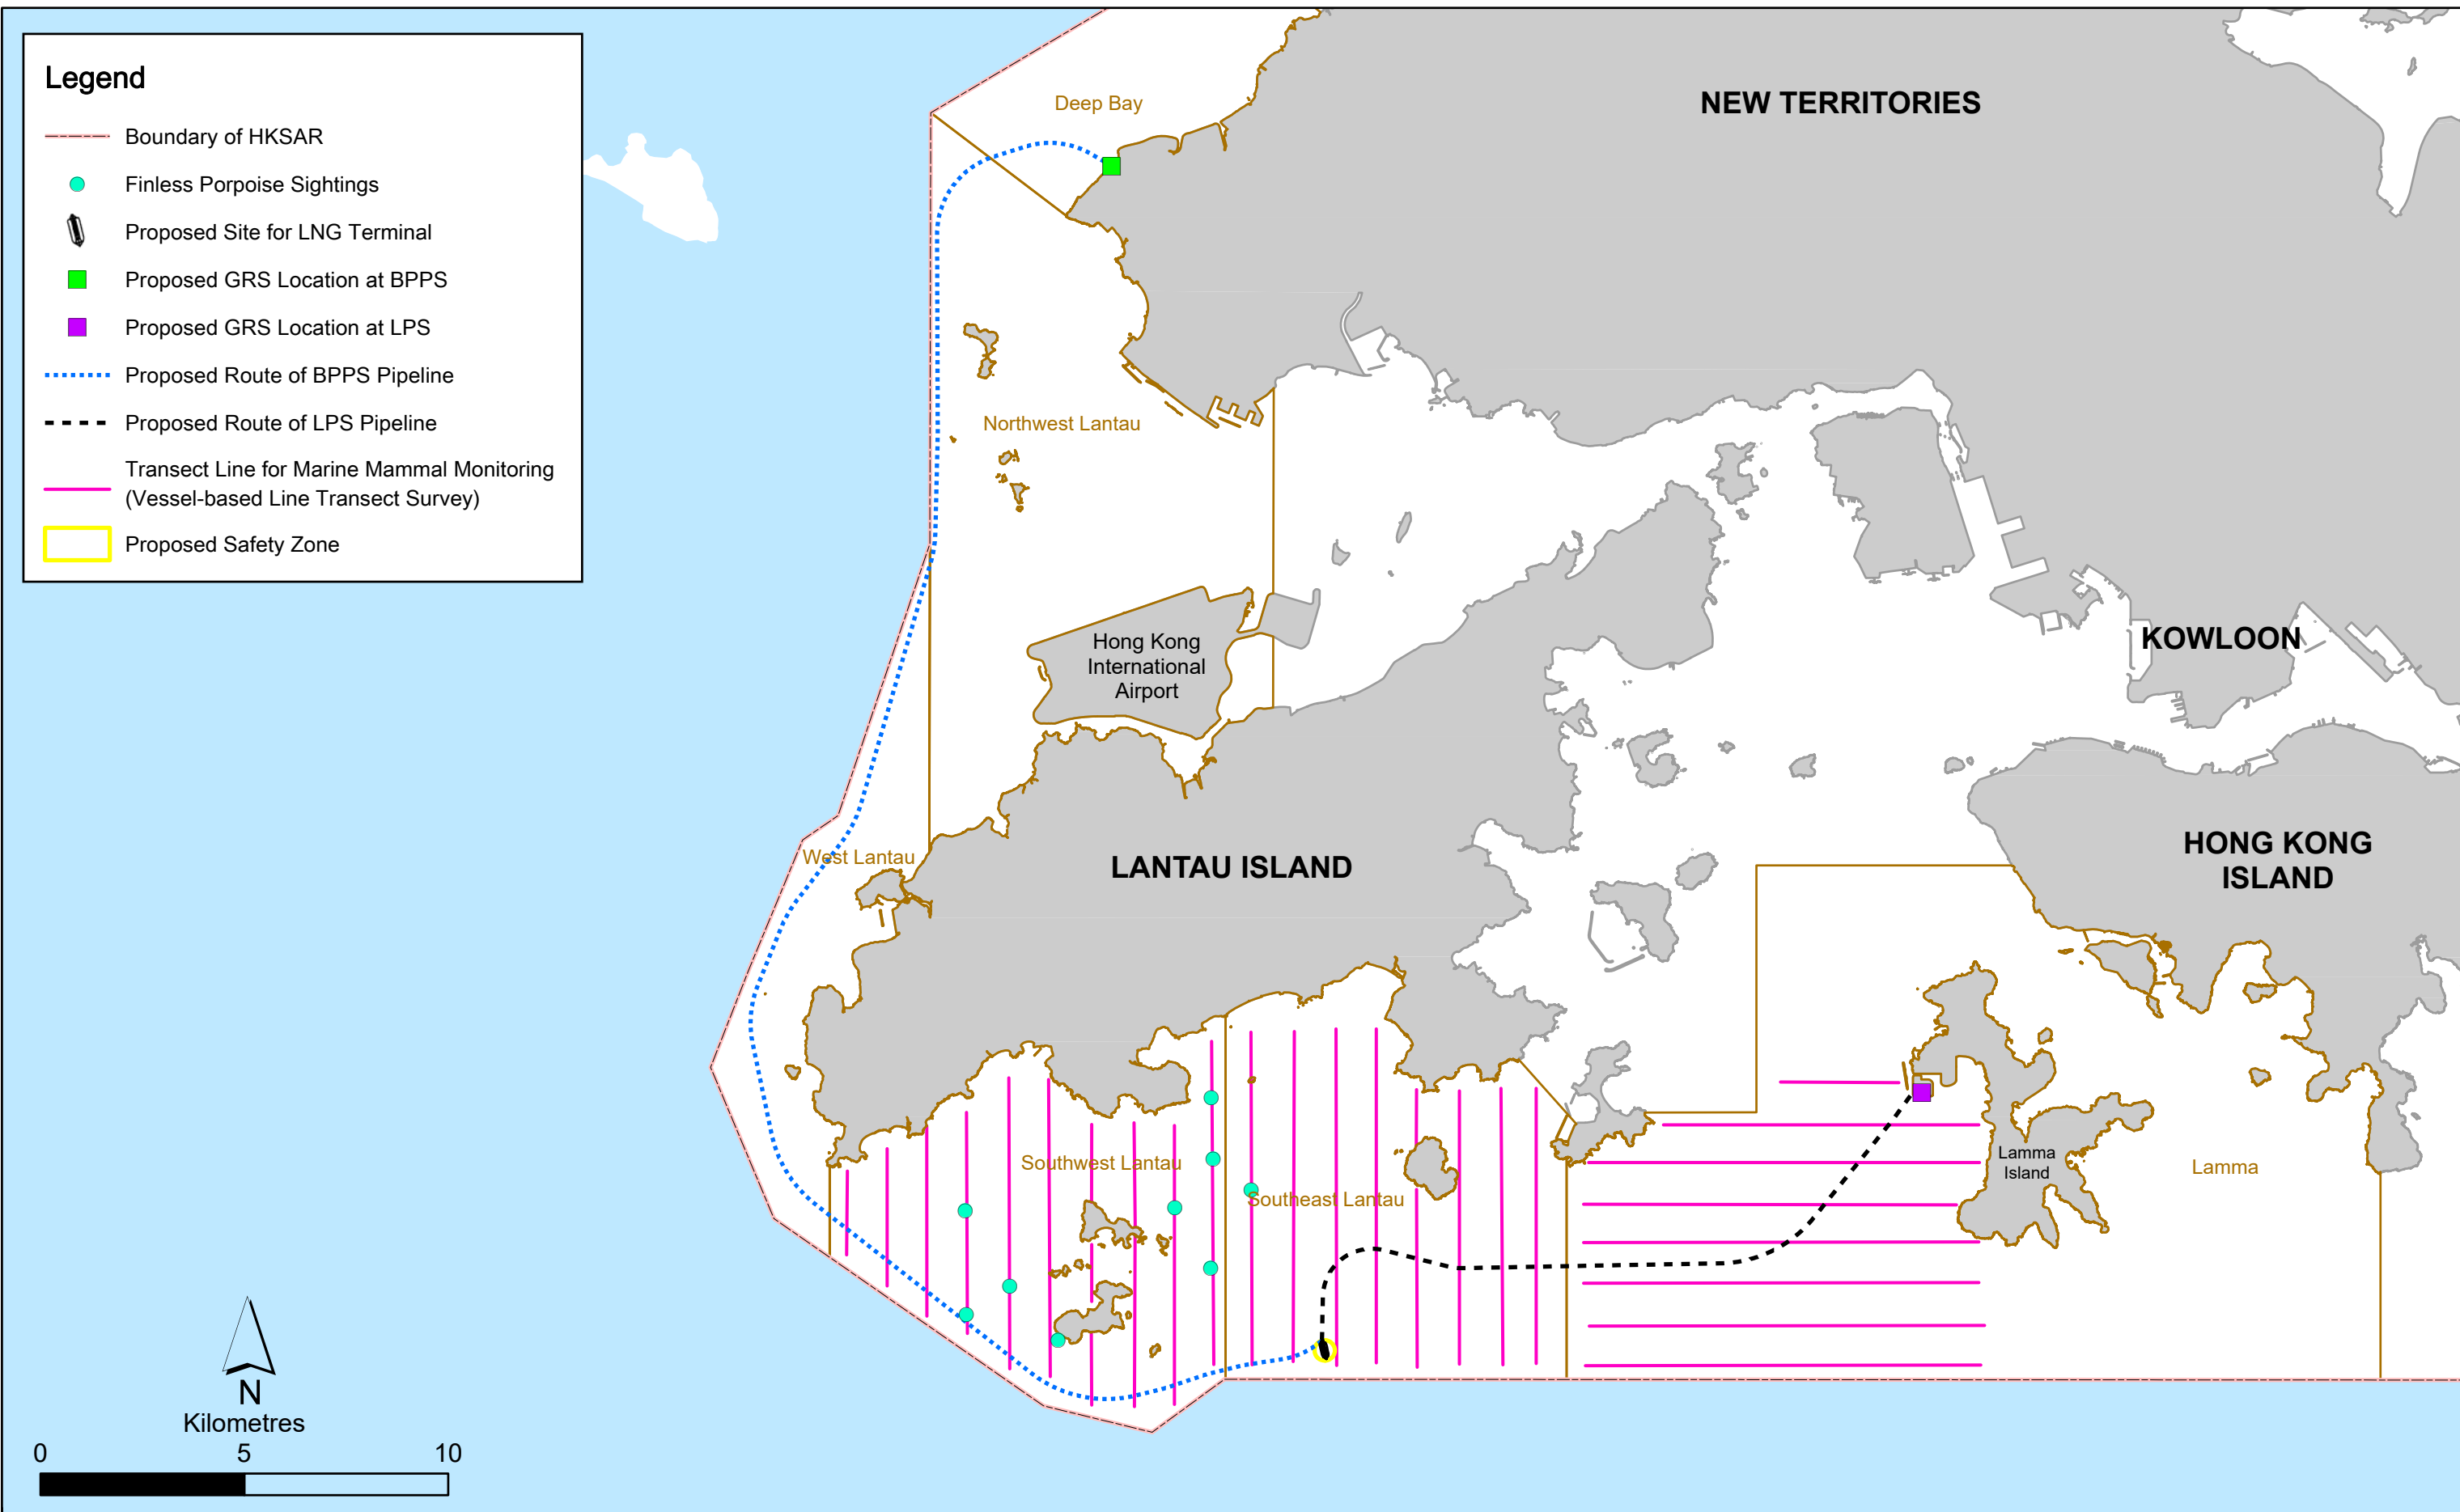 Legend
Boundary of HKSAR
Finless Porpoise Sightings
Proposed Site for LNG Terminal
Proposed GRS Location at BPPS
Proposed GRS Location at LPS
Proposed Route of BPPS Pipeline
Proposed Route of LPS Pipeline
Transect Line for Marine Mammal Monitoring
(Vessel-based Line Transect Survey)
Proposed Safety Zone
Deep Bay
NEW TERRITORIES
Northwest Lantau
Hong Kong
International
Airport
KOWLOON
West Lantau
LANTAU ISLAND
HONG KONG
ISLAND
Southwest Lantau
Southeast Lantau
Lamma
Island
Lamma
N
Kilometres
0 5 10